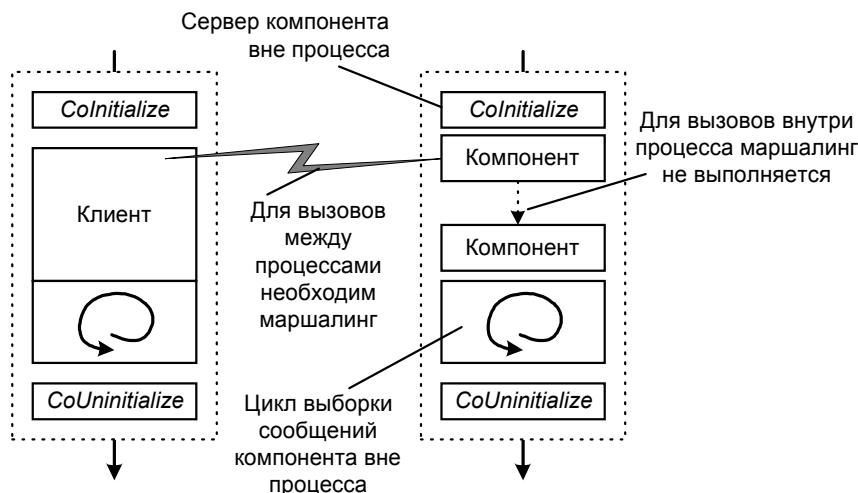 Сервер компонента
вне процесса
CoInitialize
CoInitialize
Для вызовов внутри
процесса маршалинг
не выполняется
Компонент
Клиент
Для вызовов
между
процессами
необходим
маршалинг
Компонент
CoUninitialize
Цикл выборки
сообщений
компонента вне
процесса
CoUninitialize